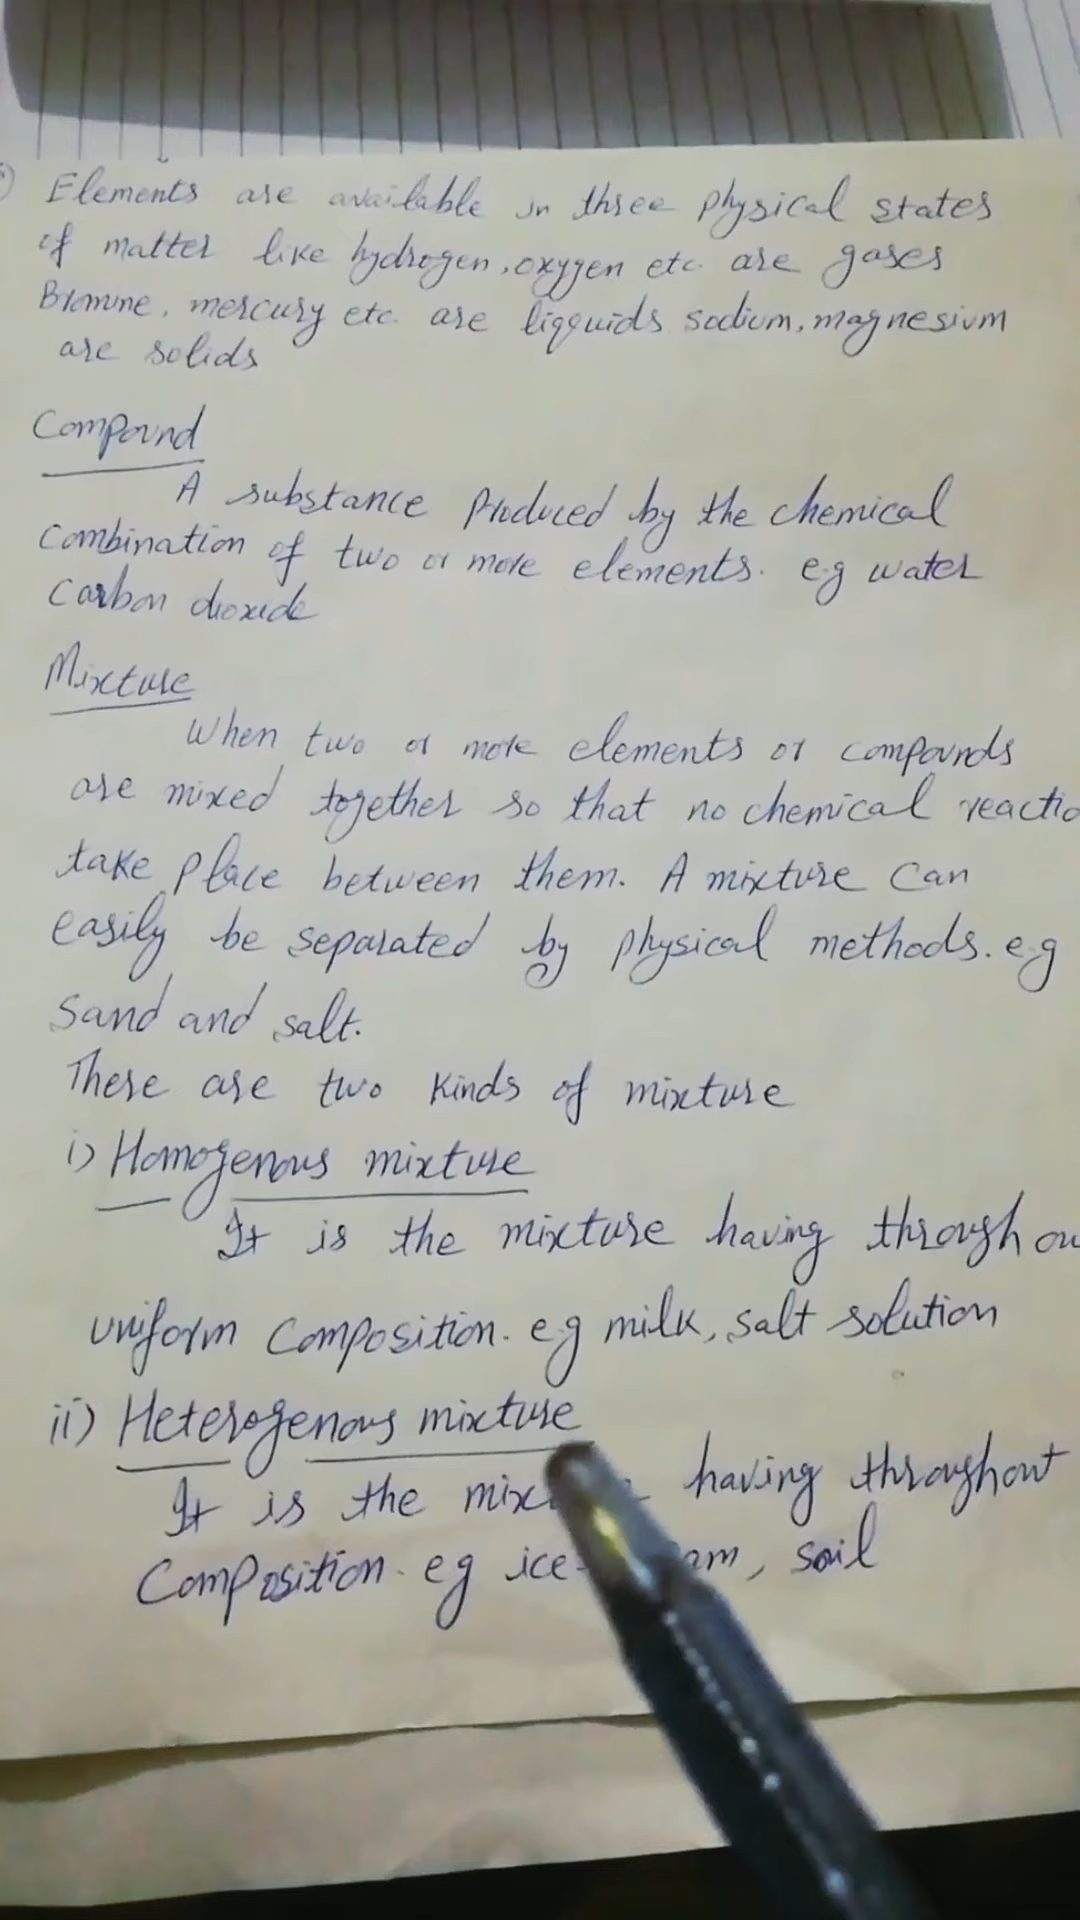 Elements are available in three physical states
of matter like hydrogen, oxygen etc. are gases
Bromine, mercury etc. are liqquids sodium, magnesium
are solids
Compound
A substance Produced by the chemical
Combination of two or more elements. e.g water
Carbon dioxide
Mixture
When two or more elements or compounds
are mixed together so that no chemical reactio
take place between them. A mixture Can
easily be separated by physical methods. e.g
Sand and salt.
There are two Kinds of mixture
i) Homogenous mixture
It is the mixture having through ou
uniform Composition. e.g milk, salt solution
ii) Heterogenous mixture
It is the having throughout
Composition. eg ice soil